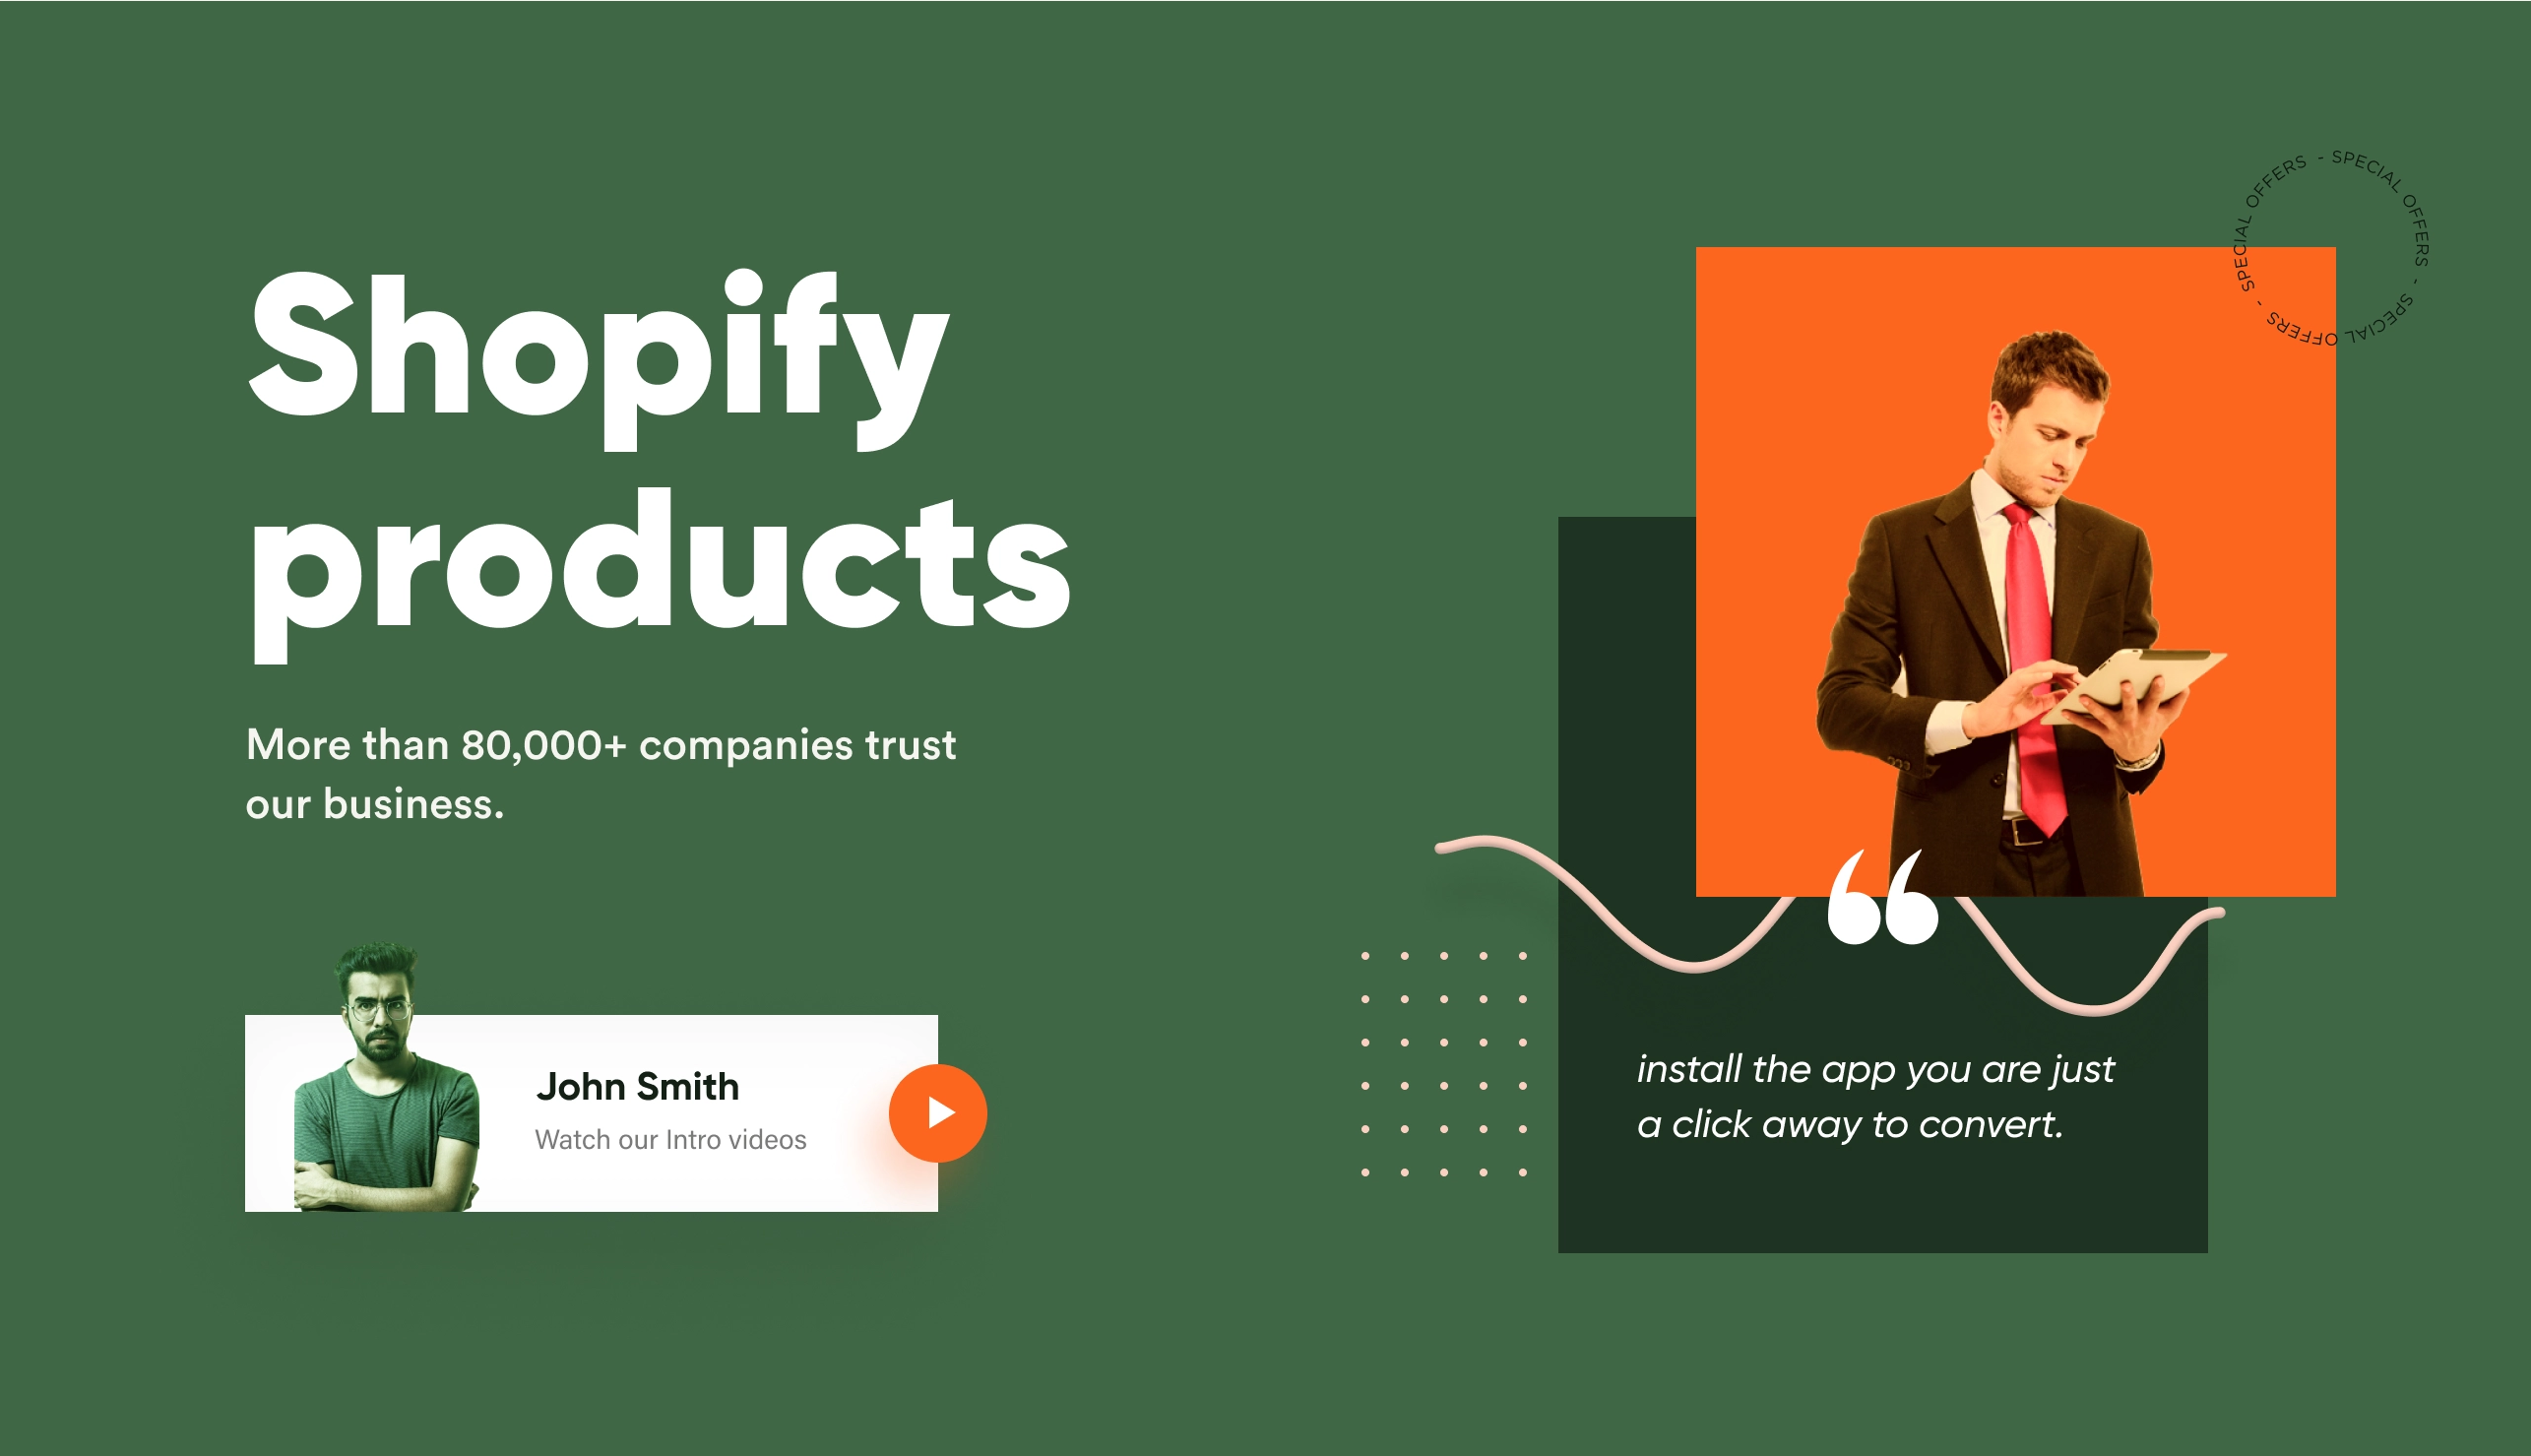 Shopify
products
More than 80,000+ companies trust
our business.
John Smith
Watch our Intro videos
SPECIAL OFFERS - SPECIAL OFFERS - SPECIAL OFFERS -
“
install the app you are just
a click away to convert.